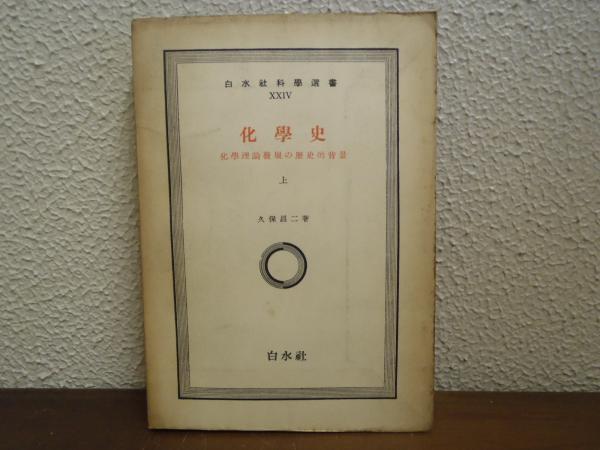 白水社科學選書
XXIV
化學史
化學理論發展の歷史的背景
上
久保昌二著
白水社